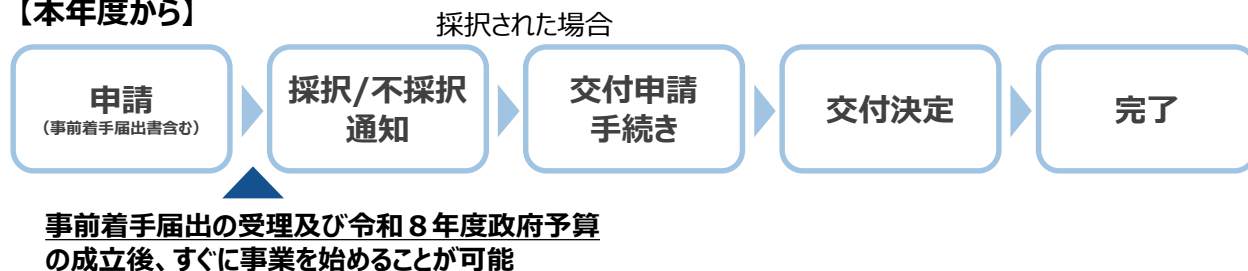 【本年度から】
採択された場合
申請
（事前着手届出書含む）
採択/不採択
通知
交付申請
手続き
交付決定
完了
事前着手届出の受理及び令和８年度政府予算
の成立後、すぐに事業を始めることが可能